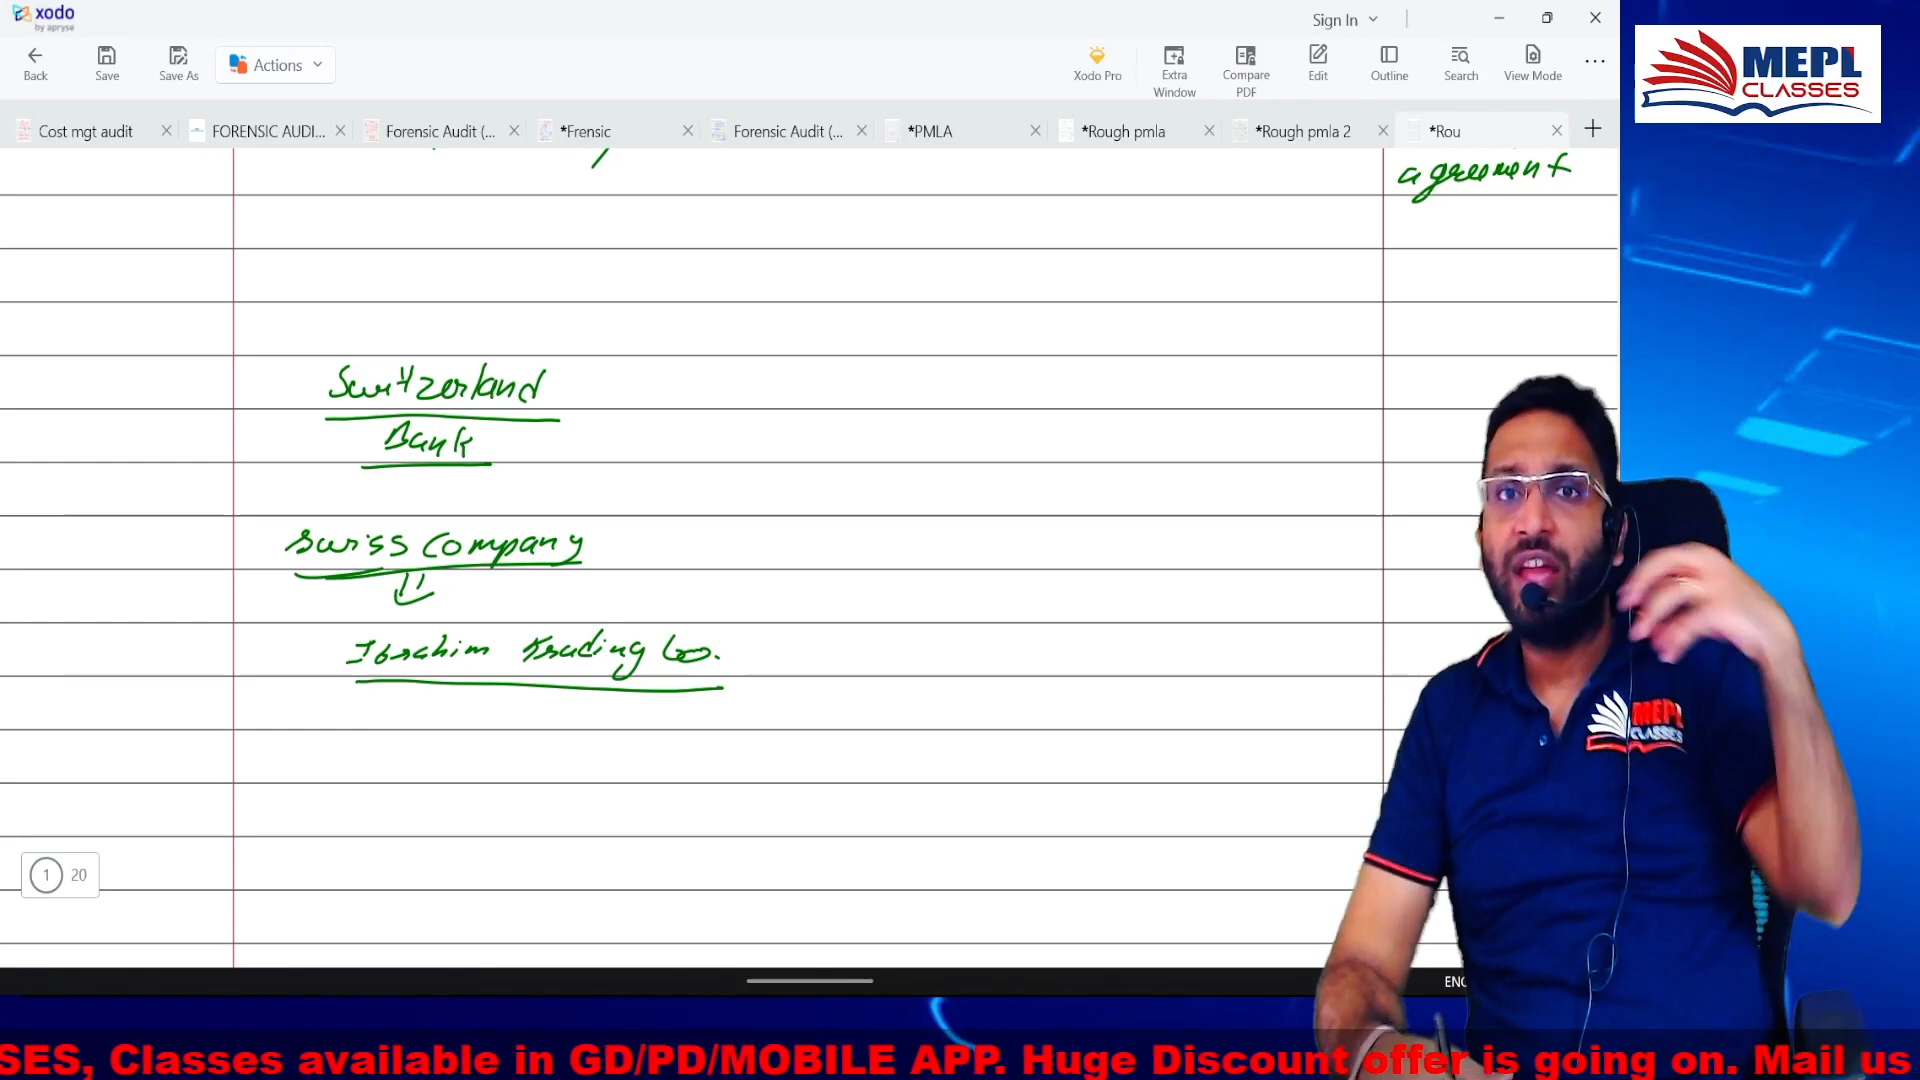 xodo
by apryse
Sign In
Back
Save
Save As
Actions
Xodo Pro
Extra Window
Compare PDF
Edit
Outline
Search
View Mode
MEPL
CLASSES
Cost mgt audit
FORENSIC AUDI...
Forensic Audit (...
*Frensic
Forensic Audit (...
*PMLA
*Rough pmla
*Rough pmla 2
*Rou
agreement
Switzerland
Bank
Swiss Company
Ibrahim Trading Co.
MEPL
CLASSES
1 20
ENG
SES, Classes available in GD/PD/MOBILE APP. Huge Discount offer is going on. Mail us